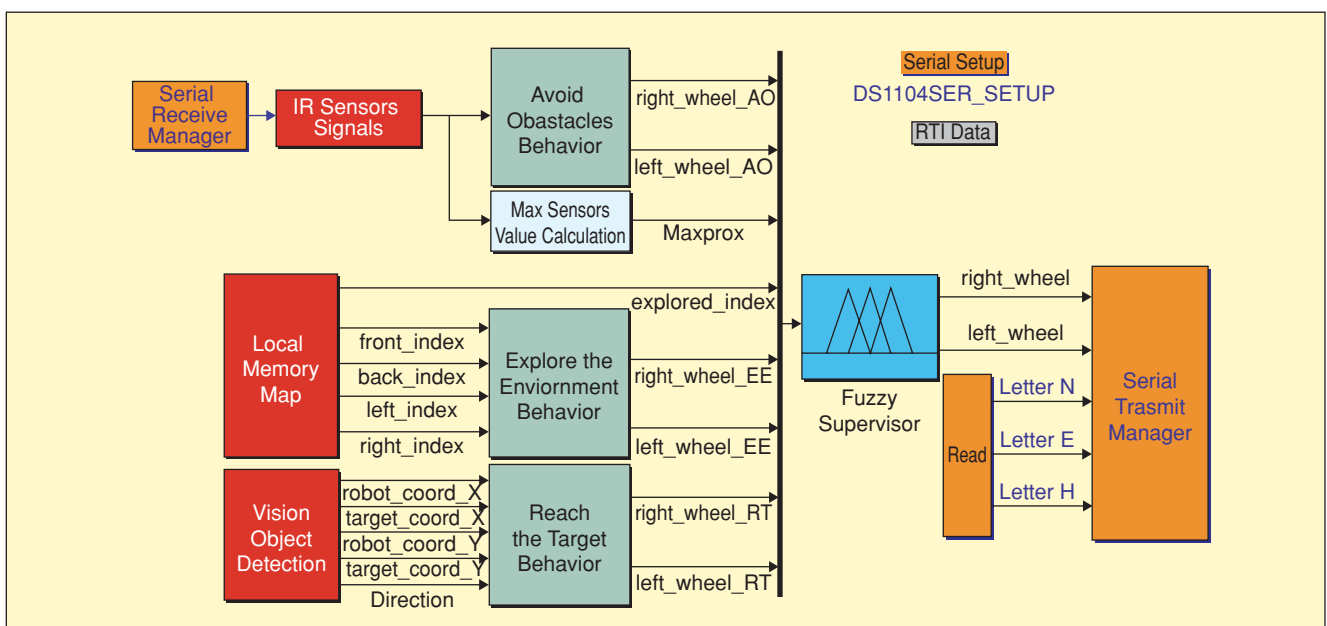 Serial
Receive
Manager
IR Sensors
Signals
Avoid
Obastacles
Behavior
right_wheel_AO
left_wheel_AO
Max Sensors
Value Calculation
Maxprox
Serial Setup
DS1104SER_SETUP
RTI Data
Local
Memory
Map
explored_index
front_index
back_index
left_index
right_index
Explore the
Enviornment
Behavior
right_wheel_EE
left_wheel_EE
Vision
Object
Detection
robot_coord_X
target_coord_X
robot_coord_Y
target_coord_Y
Direction
Reach
the Target
Behavior
right_wheel_RT
left_wheel_RT
Fuzzy
Supervisor
right_wheel
left_wheel
Read
Letter N
Letter E
Letter H
Serial
Trasmit
Manager